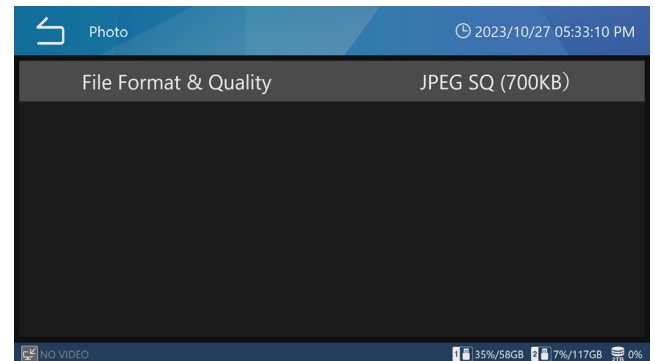 Photo
2023/10/27 05:33:10 PM
File Format & Quality JPEG SQ (700KB）
NO VIDEO
1 35%/58GB 2 7%/117GB 2TB 0%